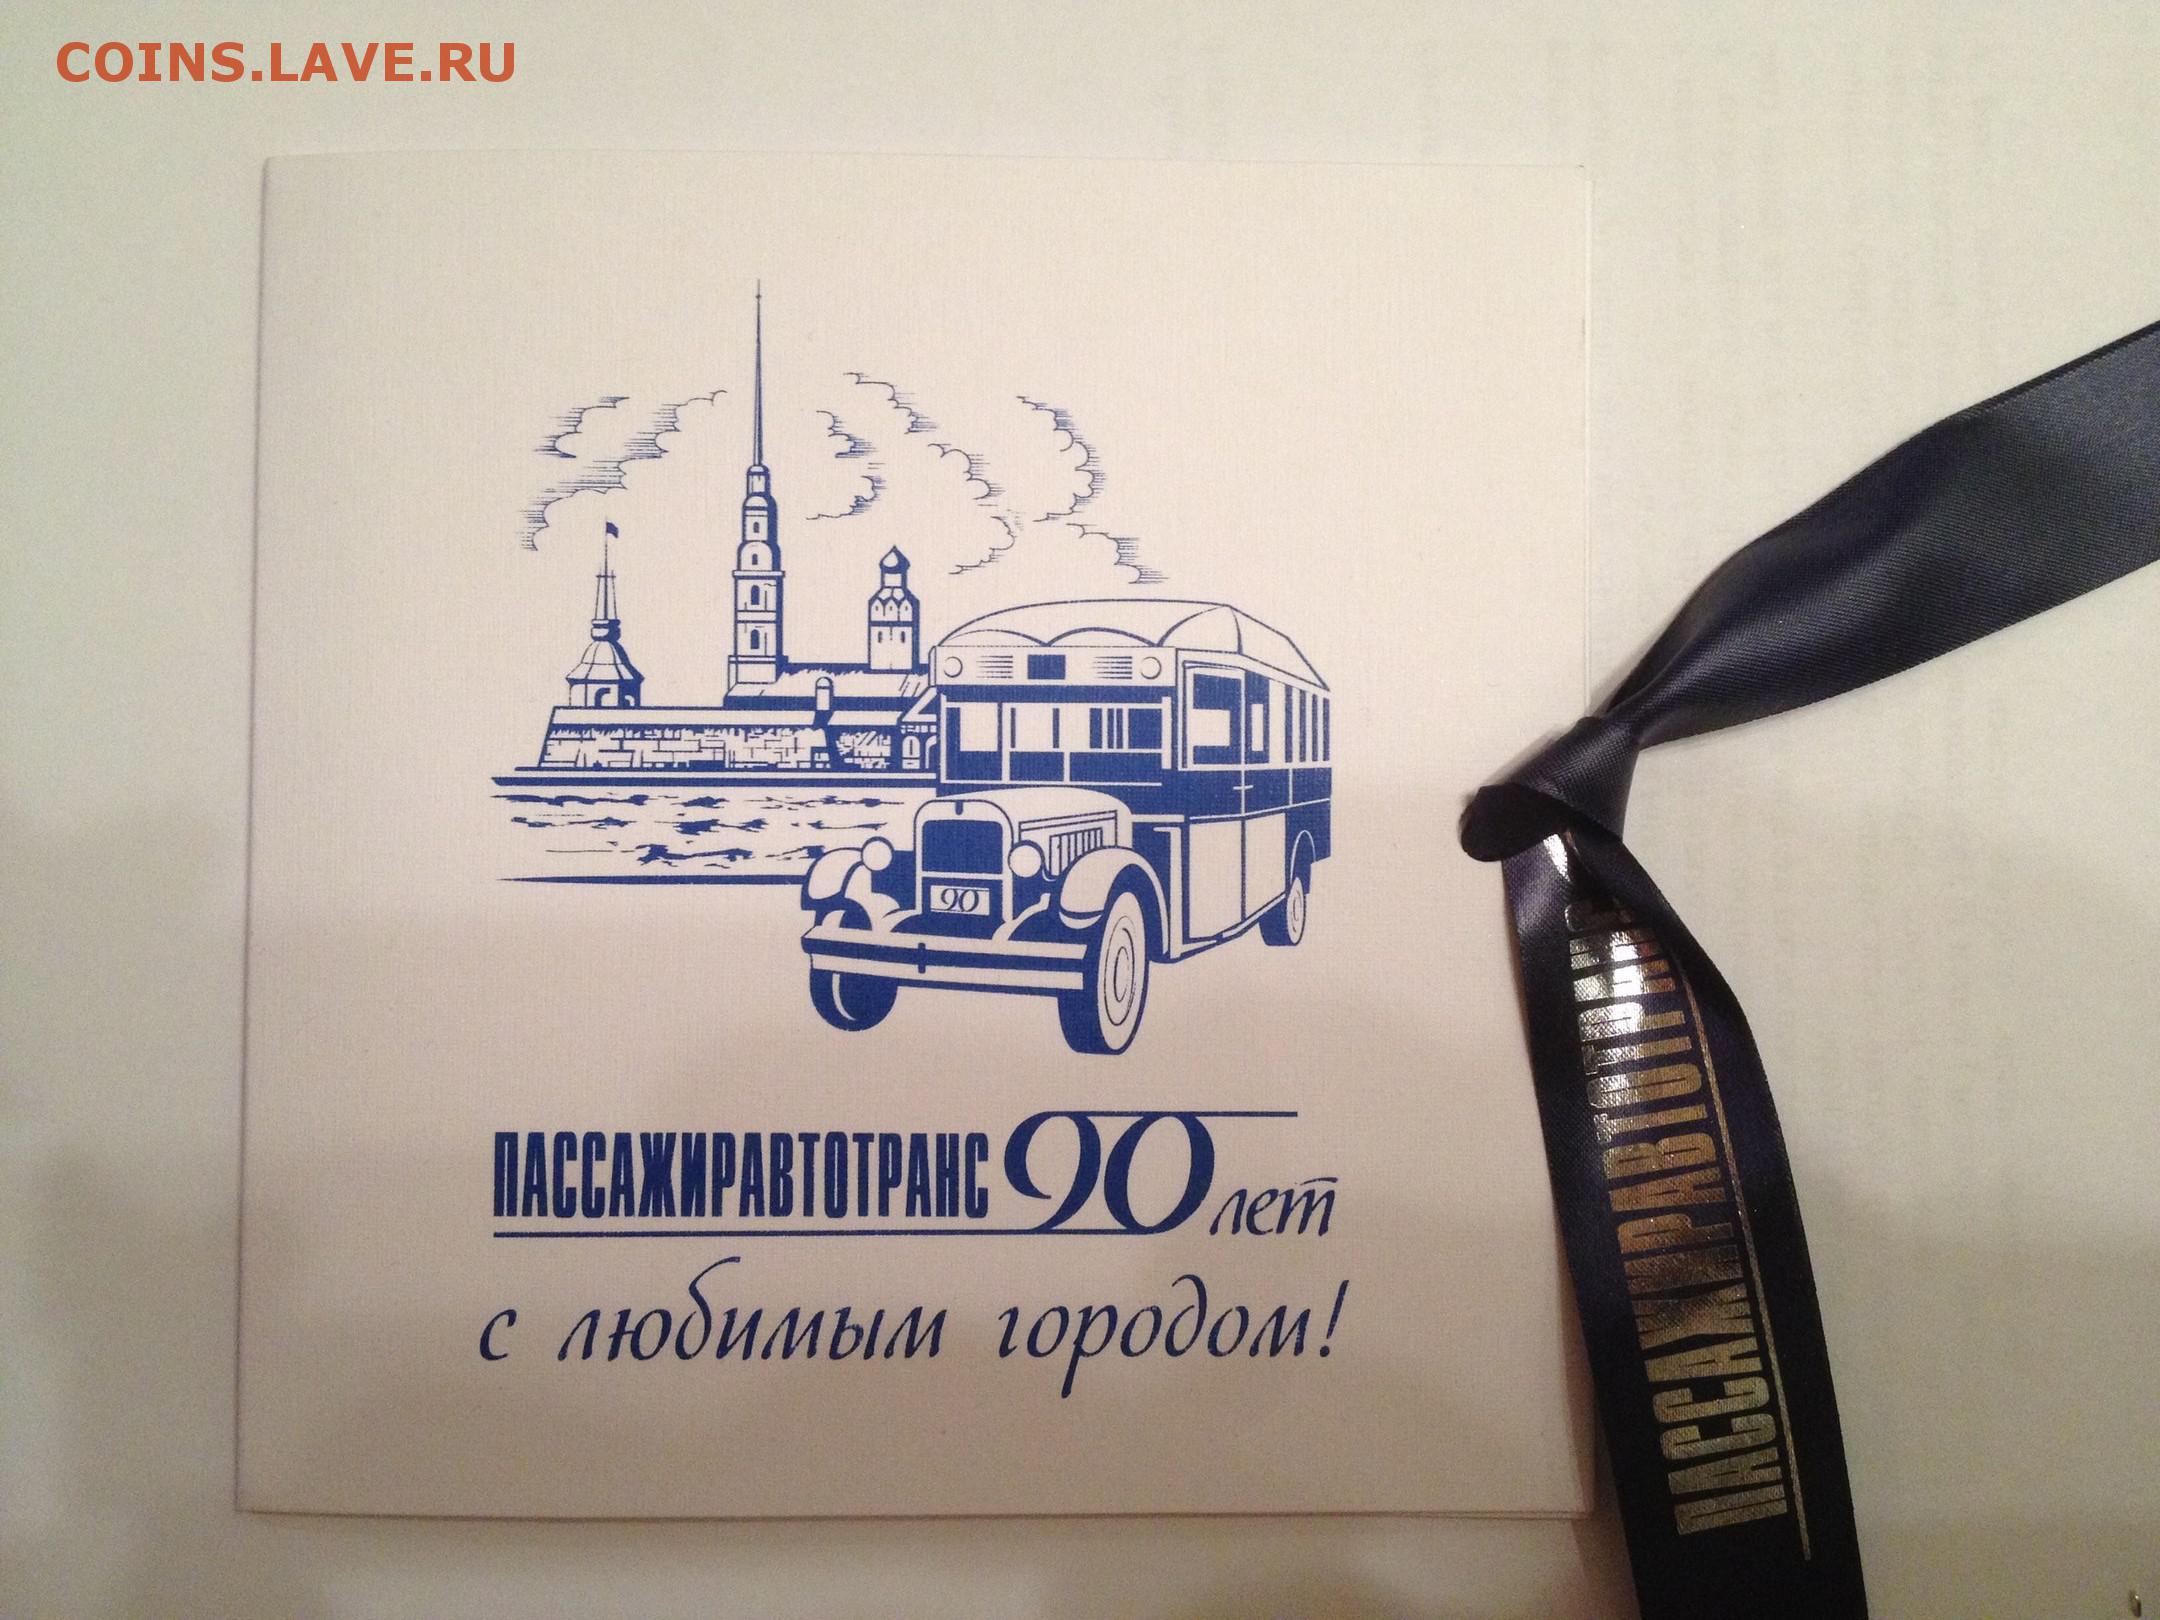 COINS.LAVE.RU
90
ПАССАЖИРАВТОТРАНС 90 лет
с любимым городом!
ПАССАЖИРАВТОТРАНС